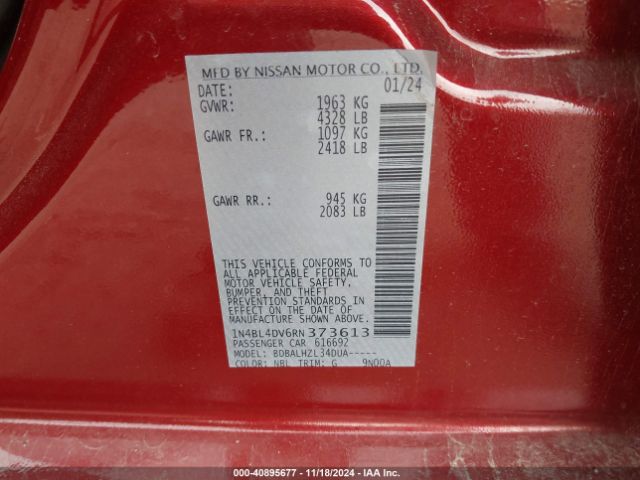 MFD BY NISSAN MOTOR CO., LTD.
DATE: 01/24
GVWR: 1963 KG
4328 LB
GAWR FR.: 1097 KG
2418 LB
GAWR RR.: 945 KG
2083 LB
THIS VEHICLE CONFORMS TO
ALL APPLICABLE FEDERAL
MOTOR VEHICLE SAFETY,
BUMPER, AND THEFT
PREVENTION STANDARDS IN
EFFECT ON THE DATE OF
MANUFACTURE SHOWN ABOVE.
1N4BL4DV6RN373613
PASSENGER CAR 616692
MODEL: BDBALHZL34DUA-----
COLOR: NBL TRIM: G 9N00A
000-40895677 - 11/18/2024 - IAA Inc.